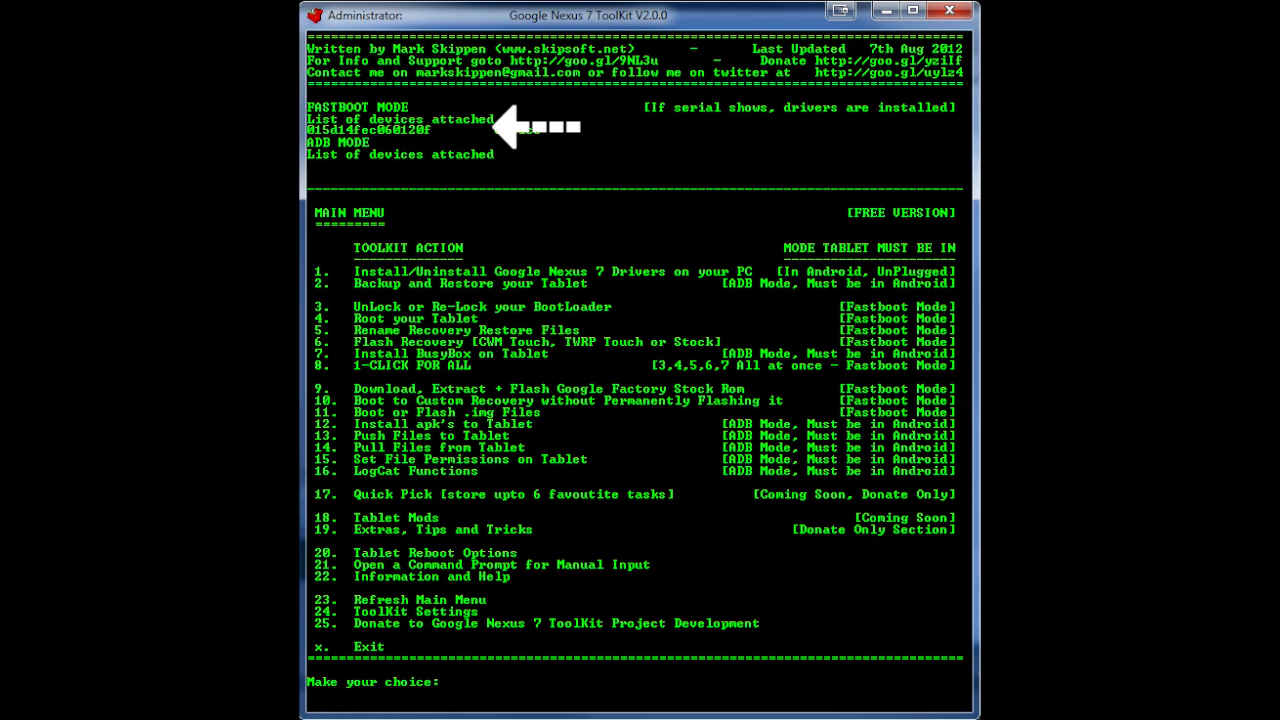 Administrator: Google Nexus 7 ToolKit V2.0.0
Written by Mark Skippen (www.skipsoft.net) - Last Updated 7th Aug 2012
For Info and Support goto http://goo.gl/9NL3u - Donate http://goo.gl/yziIf
Contact me on markskippen@gmail.com or follow me on twitter at http://goo.gl/uylz4
FASTBOOT MODE [If serial shows, drivers are installed]
List of devices attached
015d14fec060120f
ADB MODE
List of devices attached
MAIN MENU [FREE VERSION]
TOOLKIT ACTION MODE TABLET MUST BE IN
1. Install/Uninstall Google Nexus 7 Drivers on your PC [In Android, UnPlugged]
2. Backup and Restore your Tablet [ADB Mode, Must be in Android]
3. UnLock or Re-Lock your BootLoader [Fastboot Mode]
4. Root your Tablet [Fastboot Mode]
5. Rename Recovery Restore Files [Fastboot Mode]
6. Flash Recovery [CWM Touch, TWRP Touch or Stock] [Fastboot Mode]
7. Install BusyBox on Tablet [ADB Mode, Must be in Android]
8. 1-CLICK FOR ALL [3,4,5,6,7 All at once - Fastboot Mode]
9. Download, Extract + Flash Google Factory Stock Rom [Fastboot Mode]
10. Boot to Custom Recovery without Permanently Flashing it [Fastboot Mode]
11. Boot or Flash .img Files [Fastboot Mode]
12. Install apk's to Tablet [ADB Mode, Must be in Android]
13. Push Files to Tablet [ADB Mode, Must be in Android]
14. Pull Files from Tablet [ADB Mode, Must be in Android]
15. Set File Permissions on Tablet [ADB Mode, Must be in Android]
16. LogCat Functions [ADB Mode, Must be in Android]
17. Quick Pick [store upto 6 favoutite tasks] [Coming Soon, Donate Only]
18. Tablet Mods [Coming Soon]
19. Extras, Tips and Tricks [Donate Only Section]
20. Tablet Reboot Options
21. Open a Command Prompt for Manual Input
22. Information and Help
23. Refresh Main Menu
24. ToolKit Settings
25. Donate to Google Nexus 7 ToolKit Project Development
x. Exit
Make your choice: